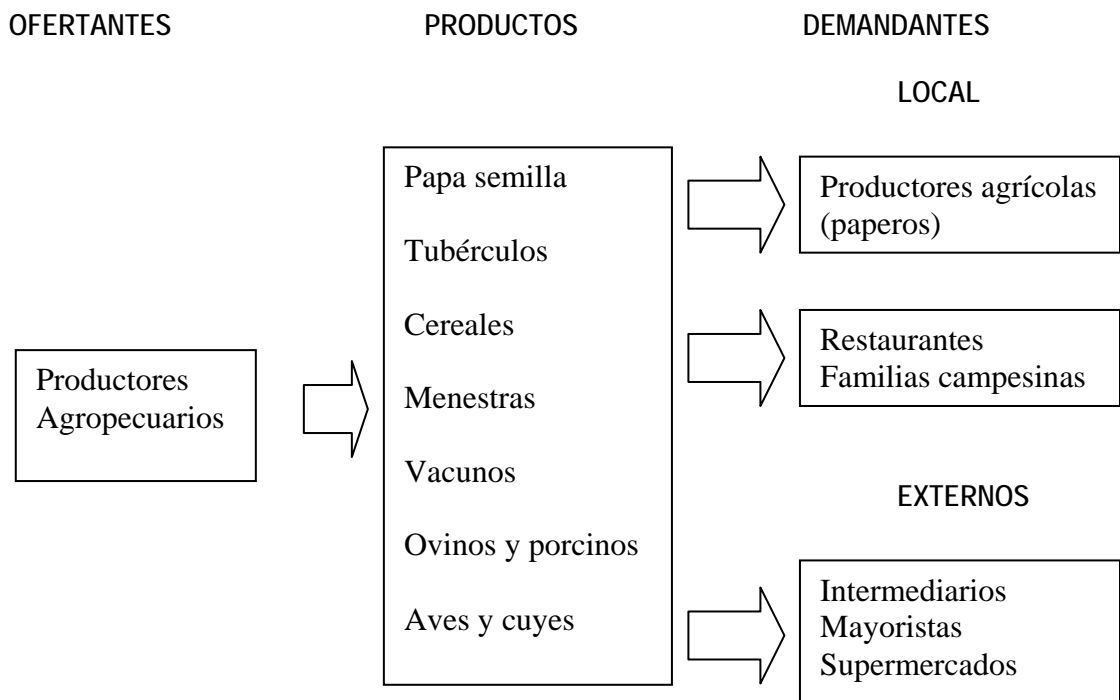 OFERTANTES
PRODUCTOS
DEMANDANTES
LOCAL
Productores
Agropecuarios
Papa semilla
Tubérculos
Cereales
Menestras
Vacunos
Ovinos y porcinos
Aves y cuyes
Productores agrícolas
(paperos)
Restaurantes
Familias campesinas
EXTERNOS
Intermediarios
Mayoristas
Supermercados